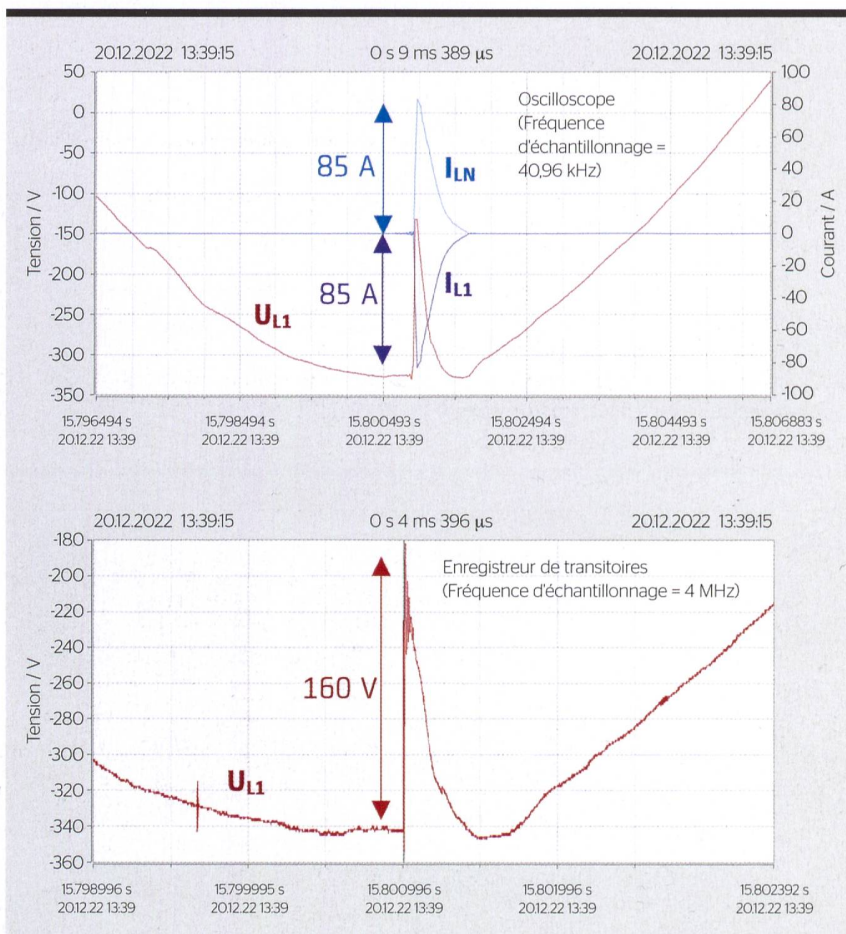 20.12.2022 13:39:15
0 s 9 ms 389 µs
20.12.2022 13:39:15
Tension / V
50
0
-50
-100
-150
-200
-250
-300
-350
Courant / A
100
80
60
40
20
0
-20
-40
-60
-80
-100
Oscilloscope
(Fréquence
d'échantillonnage =
40,96 kHz)
85 A
ILN
85 A
IL1
UL1
15.796494 s
20.12.22 13:39
15.798494 s
20.12.22 13:39
15.800493 s
20.12.22 13:39
15.802494 s
20.12.22 13:39
15.804493 s
20.12.22 13:39
15.806883 s
20.12.22 13:39
20.12.2022 13:39:15
0 s 4 ms 396 µs
20.12.2022 13:39:15
Tension / V
-180
-200
-220
-240
-260
-280
-300
-320
-340
-360
Enregistreur de transitoires
(Fréquence d'échantillonnage = 4 MHz)
160 V
UL1
15.798996 s
20.12.22 13:39
15.799995 s
20.12.22 13:39
15.800996 s
20.12.22 13:39
15.801996 s
20.12.22 13:39
15.802392 s
20.12.22 13:39